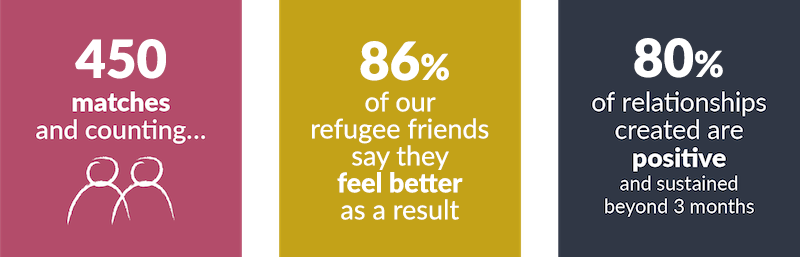 450
matches
and counting...
86%
of our
refugee friends
say they
feel better
as a result
80%
of relationships
created are
positive
and sustained
beyond 3 months